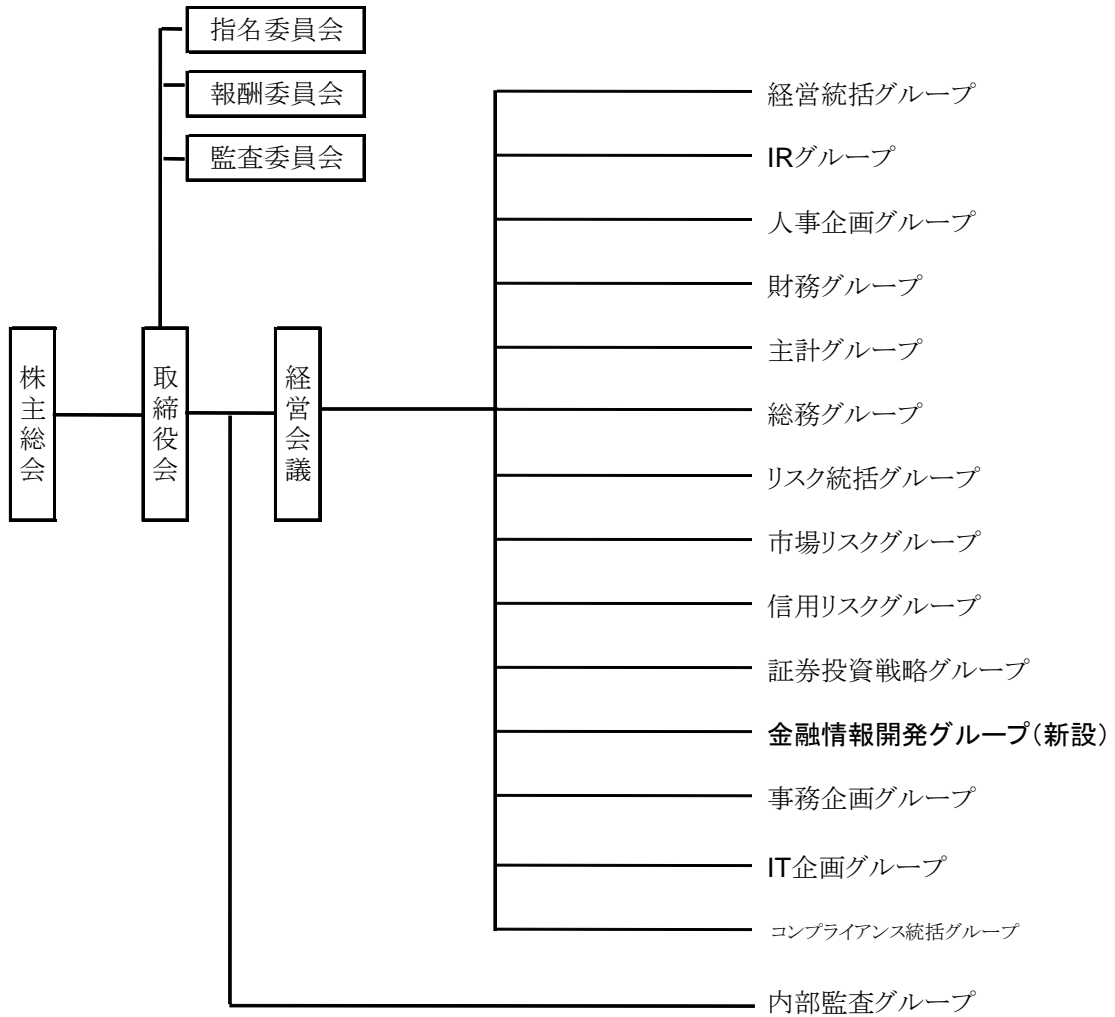 指名委員会
報酬委員会
監査委員会
株主総会
取締役会
経営会議
経営統括グループ
IRグループ
人事企画グループ
財務グループ
主計グループ
総務グループ
リスク統括グループ
市場リスクグループ
信用リスクグループ
証券投資戦略グループ
金融情報開発グループ(新設)
事務企画グループ
IT企画グループ
コンプライアンス統括グループ
内部監査グループ